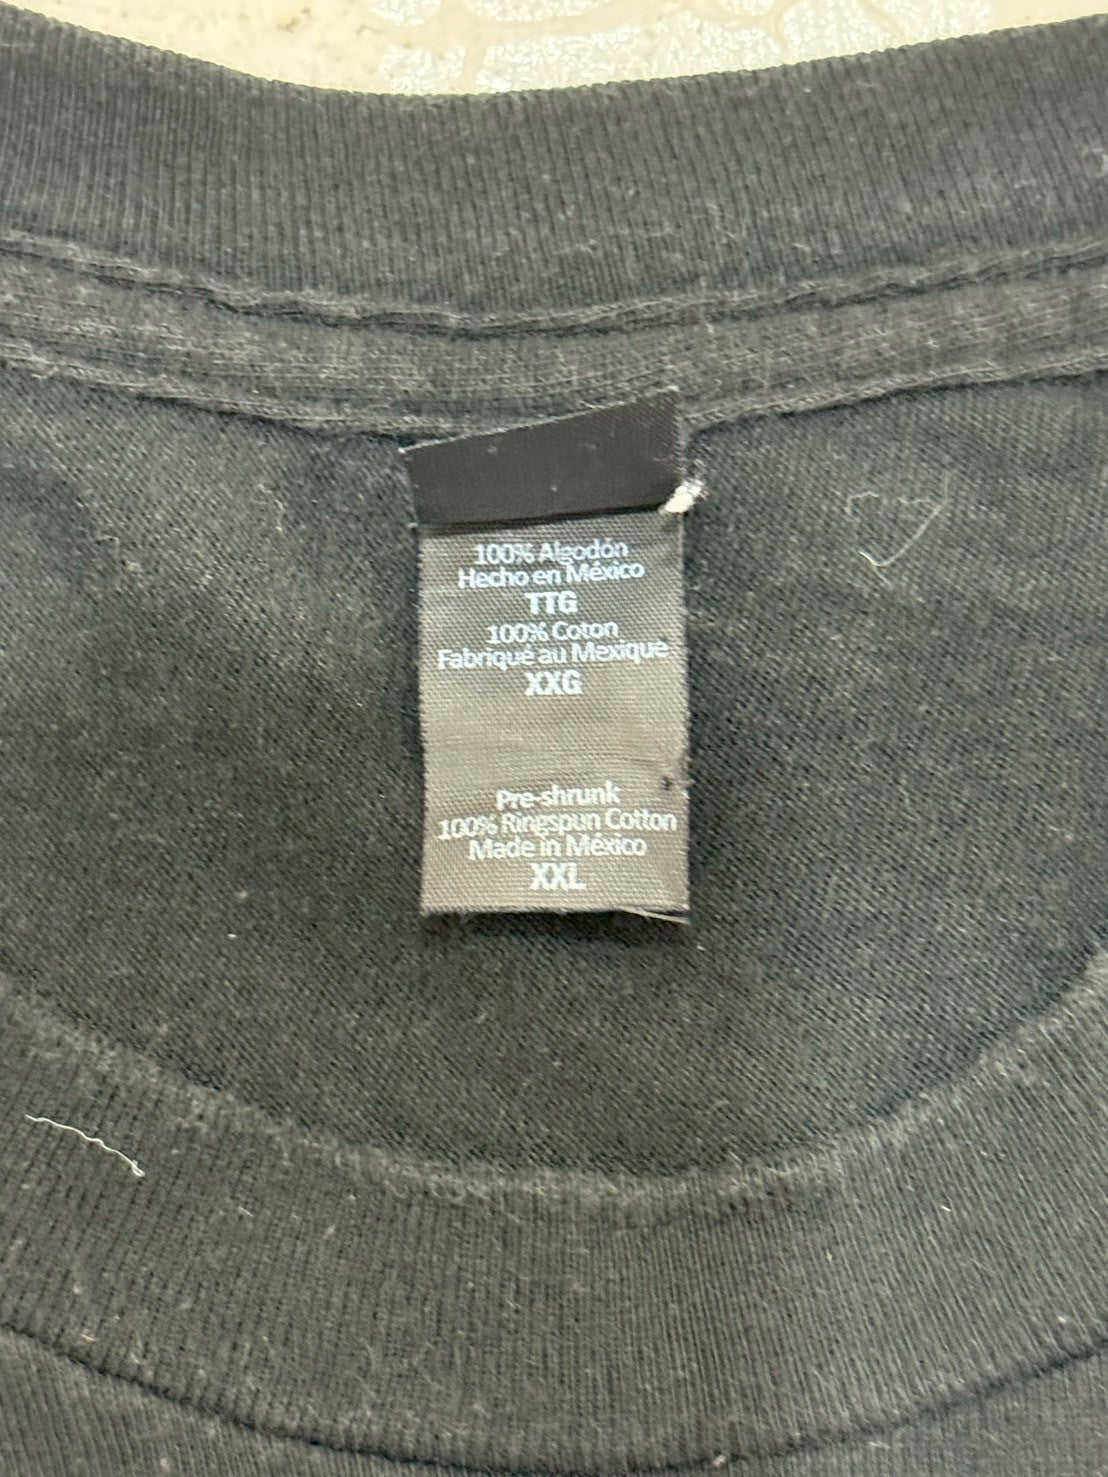 100% Algodón
Hecho en México
TTG
100% Coton
Fabriqué au Mexique
XXG
Pre-shrunk
100% Ringspun Cotton
Made in México
XXL